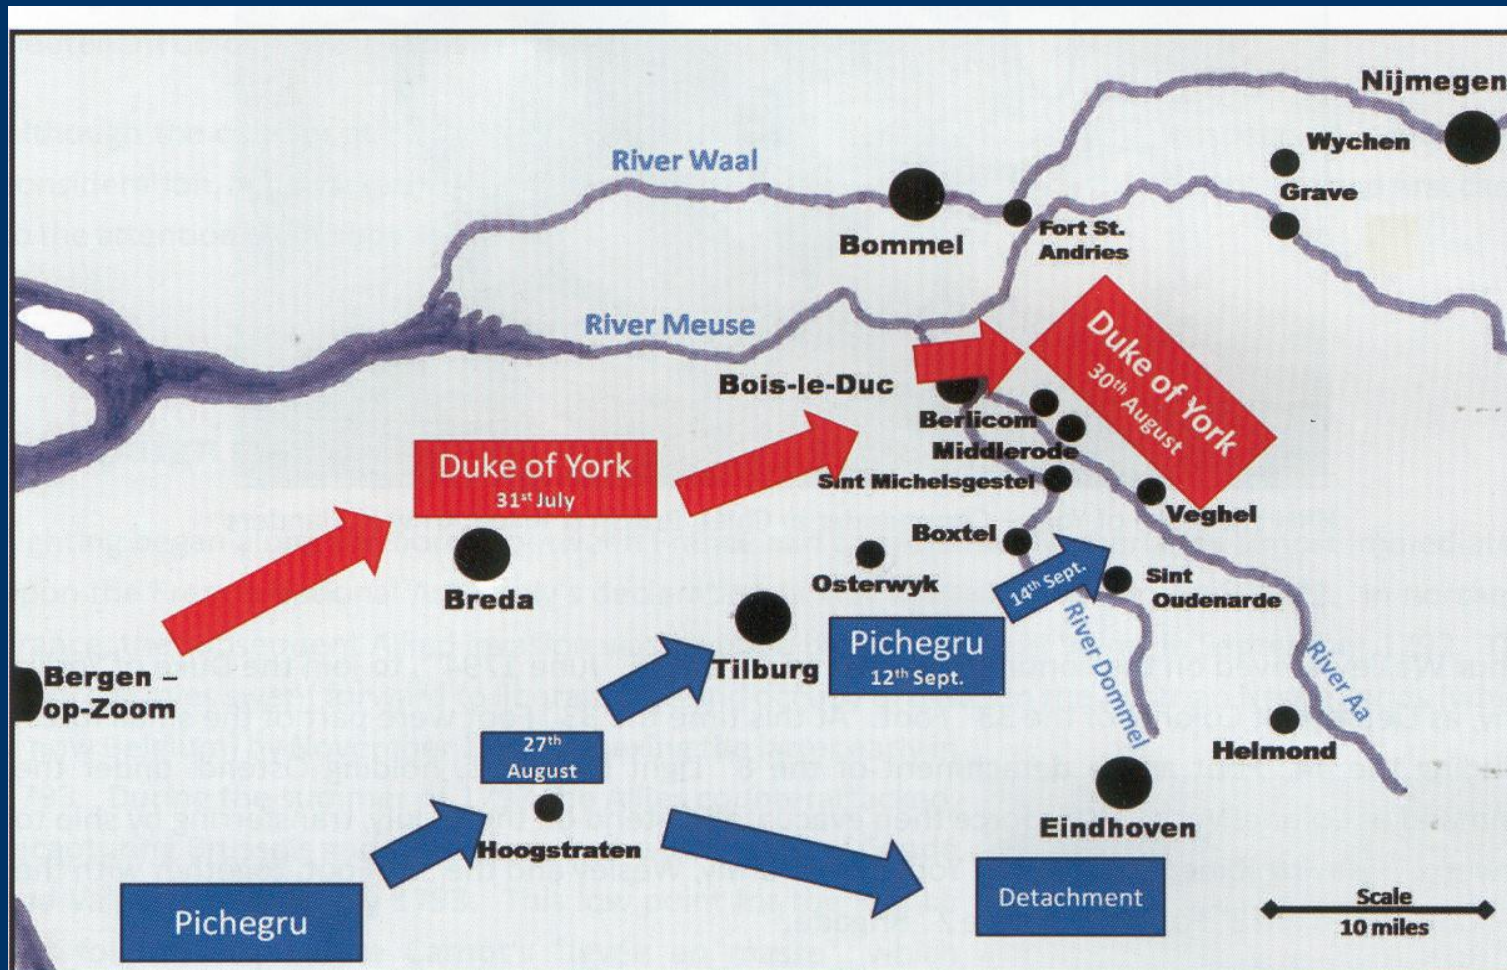 Nijmegen
Wychen
River Waal
Grave
Fort St.
Andries
Bommel
River Meuse
Duke of York
30th August
Bois-le-Duc
Berlicom
Middlerode
Duke of York
31st July
Sint Michelsgestel
Veghel
Boxtel
Osterwyk
14th Sept.
Sint
Oudenarde
Breda
River Dommel
Pichegru
12th Sept.
Tilburg
River Aa
Bergen –
op-Zoom
27th
August
Helmond
Hoogstraten
Eindhoven
Detachment
Pichegru
Scale
10 miles